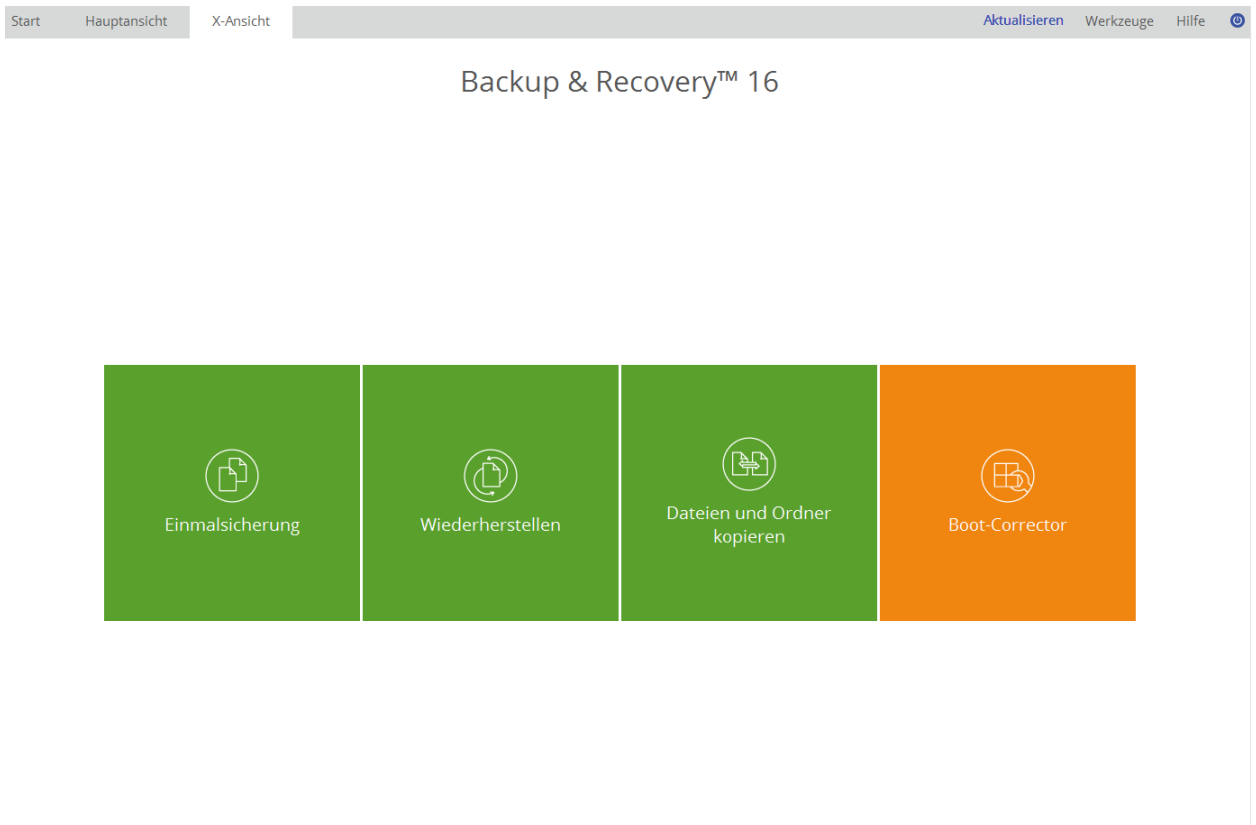 Start Hauptansicht X-Ansicht Aktualisieren Werkzeuge Hilfe
Backup & Recovery™ 16
Einmalsicherung
Wiederherstellen
Dateien und Ordner
kopieren
Boot-Corrector